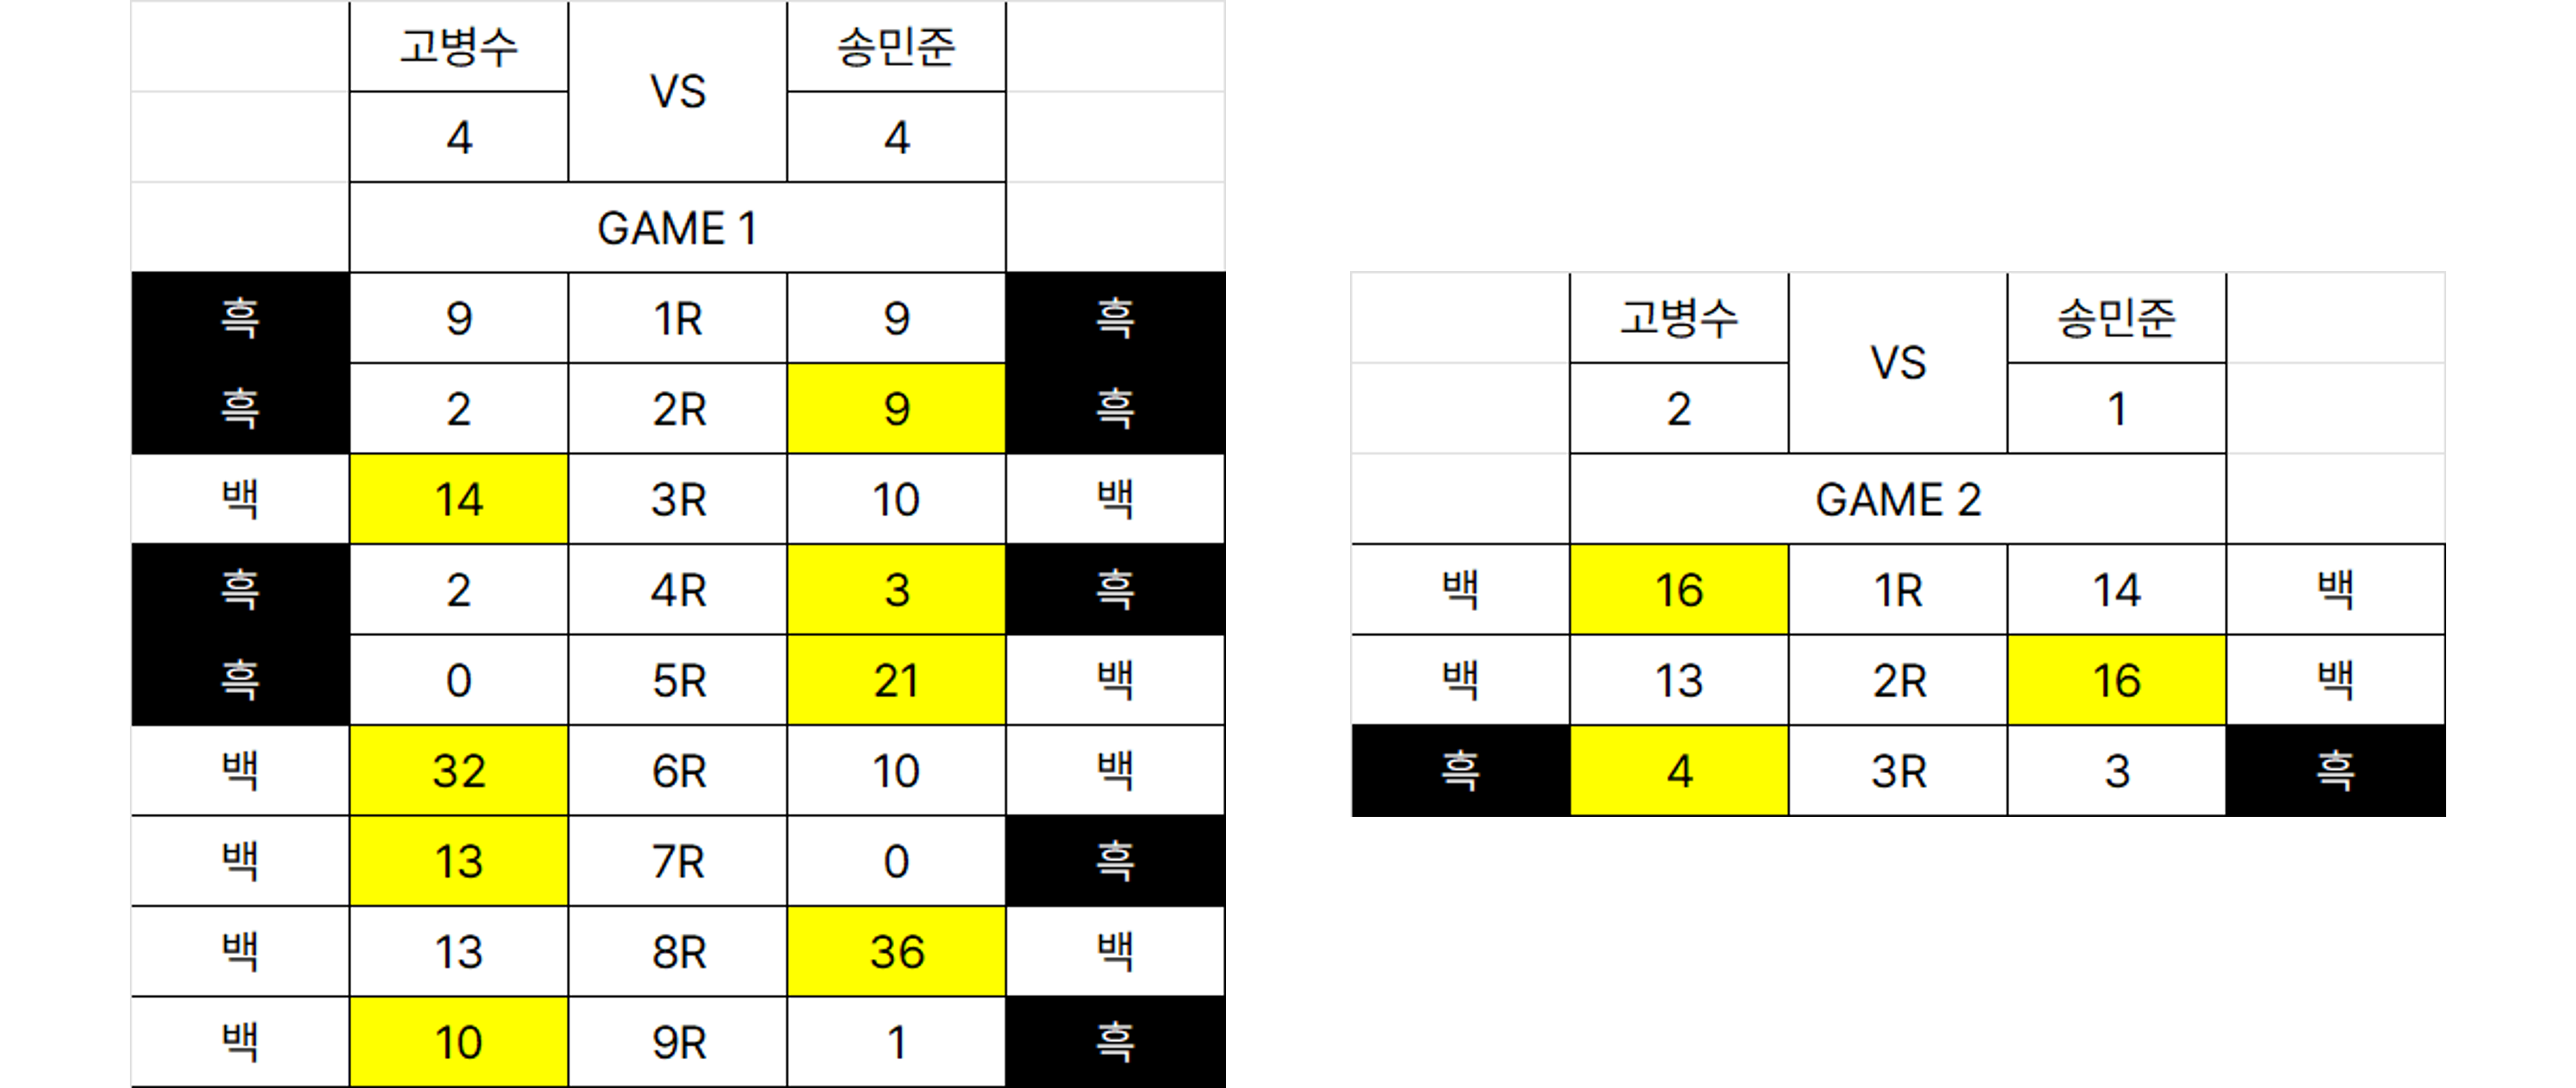 고병수 VS 송민준
4 4
GAME 1
흑 9 1R 9 흑
흑 2 2R 9 흑
백 14 3R 10 백
흑 2 4R 3 흑
흑 0 5R 21 백
백 32 6R 10 백
백 13 7R 0 흑
백 13 8R 36 백
백 10 9R 1 흑
고병수 VS 송민준
2 1
GAME 2
백 16 1R 14 백
백 13 2R 16 백
흑 4 3R 3 흑